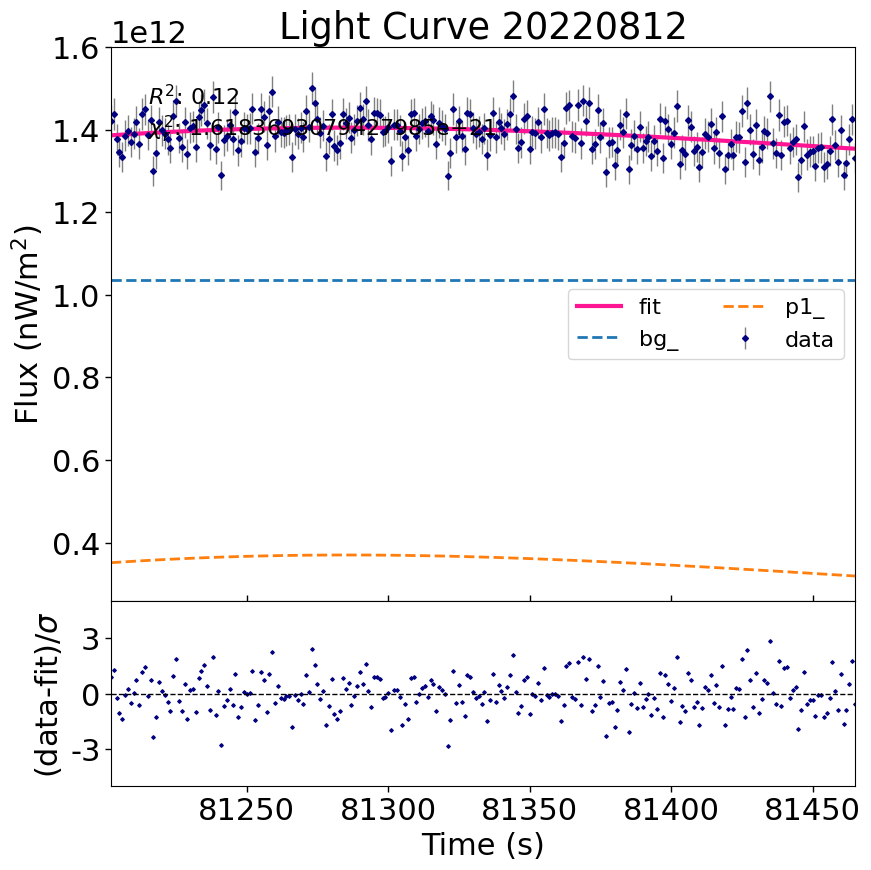 Light Curve 20220812
1e12
1.6
R²: 0.12
1.4
1.2
1.0
0.8
0.6
0.4
Flux (nW/m²)
fit
p1_
bg_
data
3
0
-3
(data-fit)/σ
81250
81300
81350
81400
81450
Time (s)